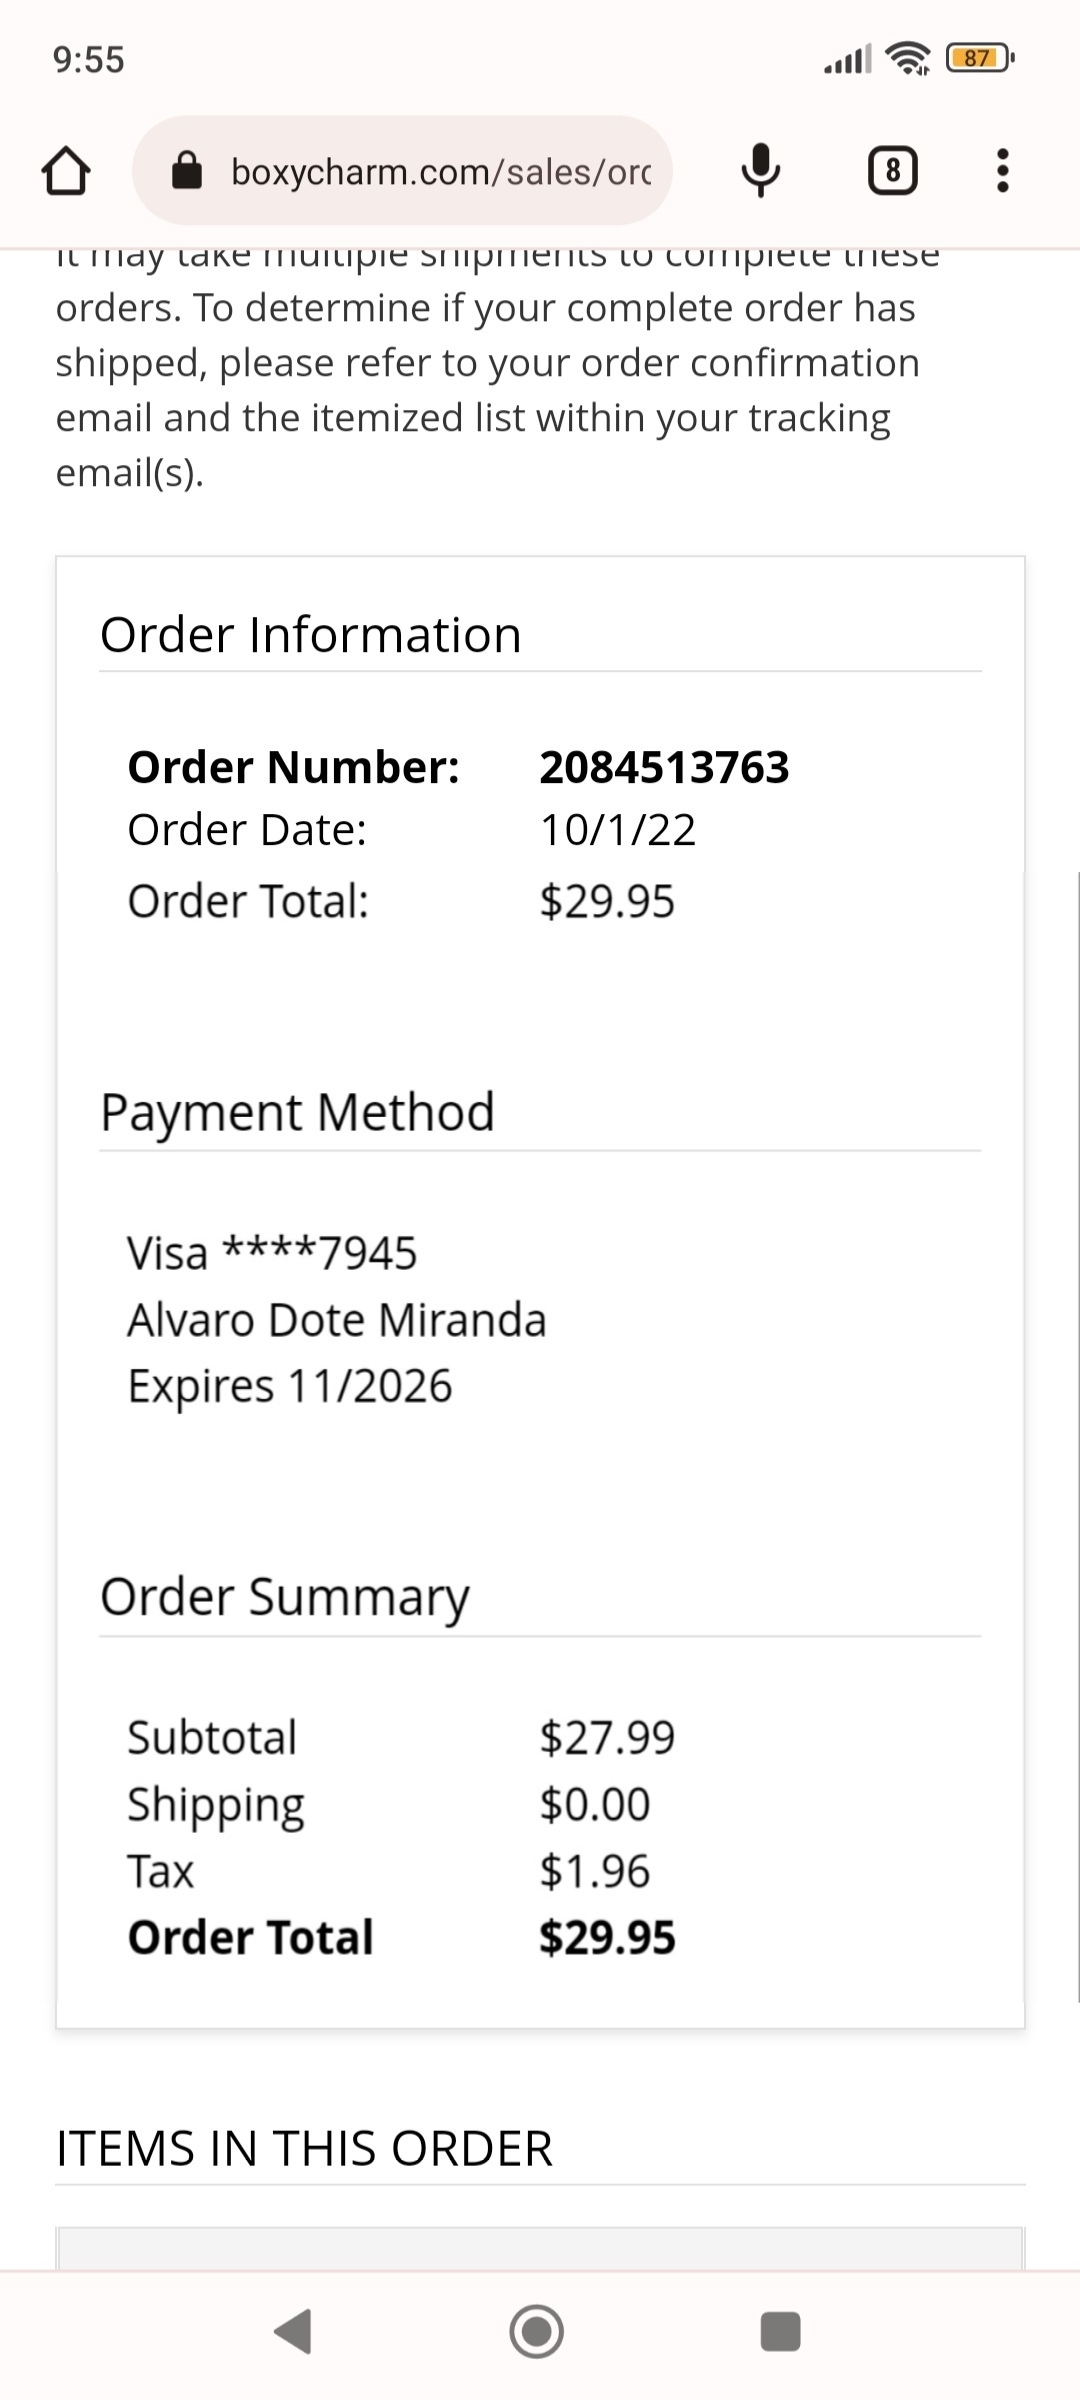 9:55
87
boxycharm.com/sales/orc
8
It may take multiple shipments to complete these
orders. To determine if your complete order has
shipped, please refer to your order confirmation
email and the itemized list within your tracking
email(s).
Order Information
Order Number: 2084513763
Order Date: 10/1/22
Order Total: $29.95
Payment Method
Visa ****7945
Alvaro Dote Miranda
Expires 11/2026
Order Summary
Subtotal $27.99
Shipping $0.00
Tax $1.96
Order Total $29.95
ITEMS IN THIS ORDER